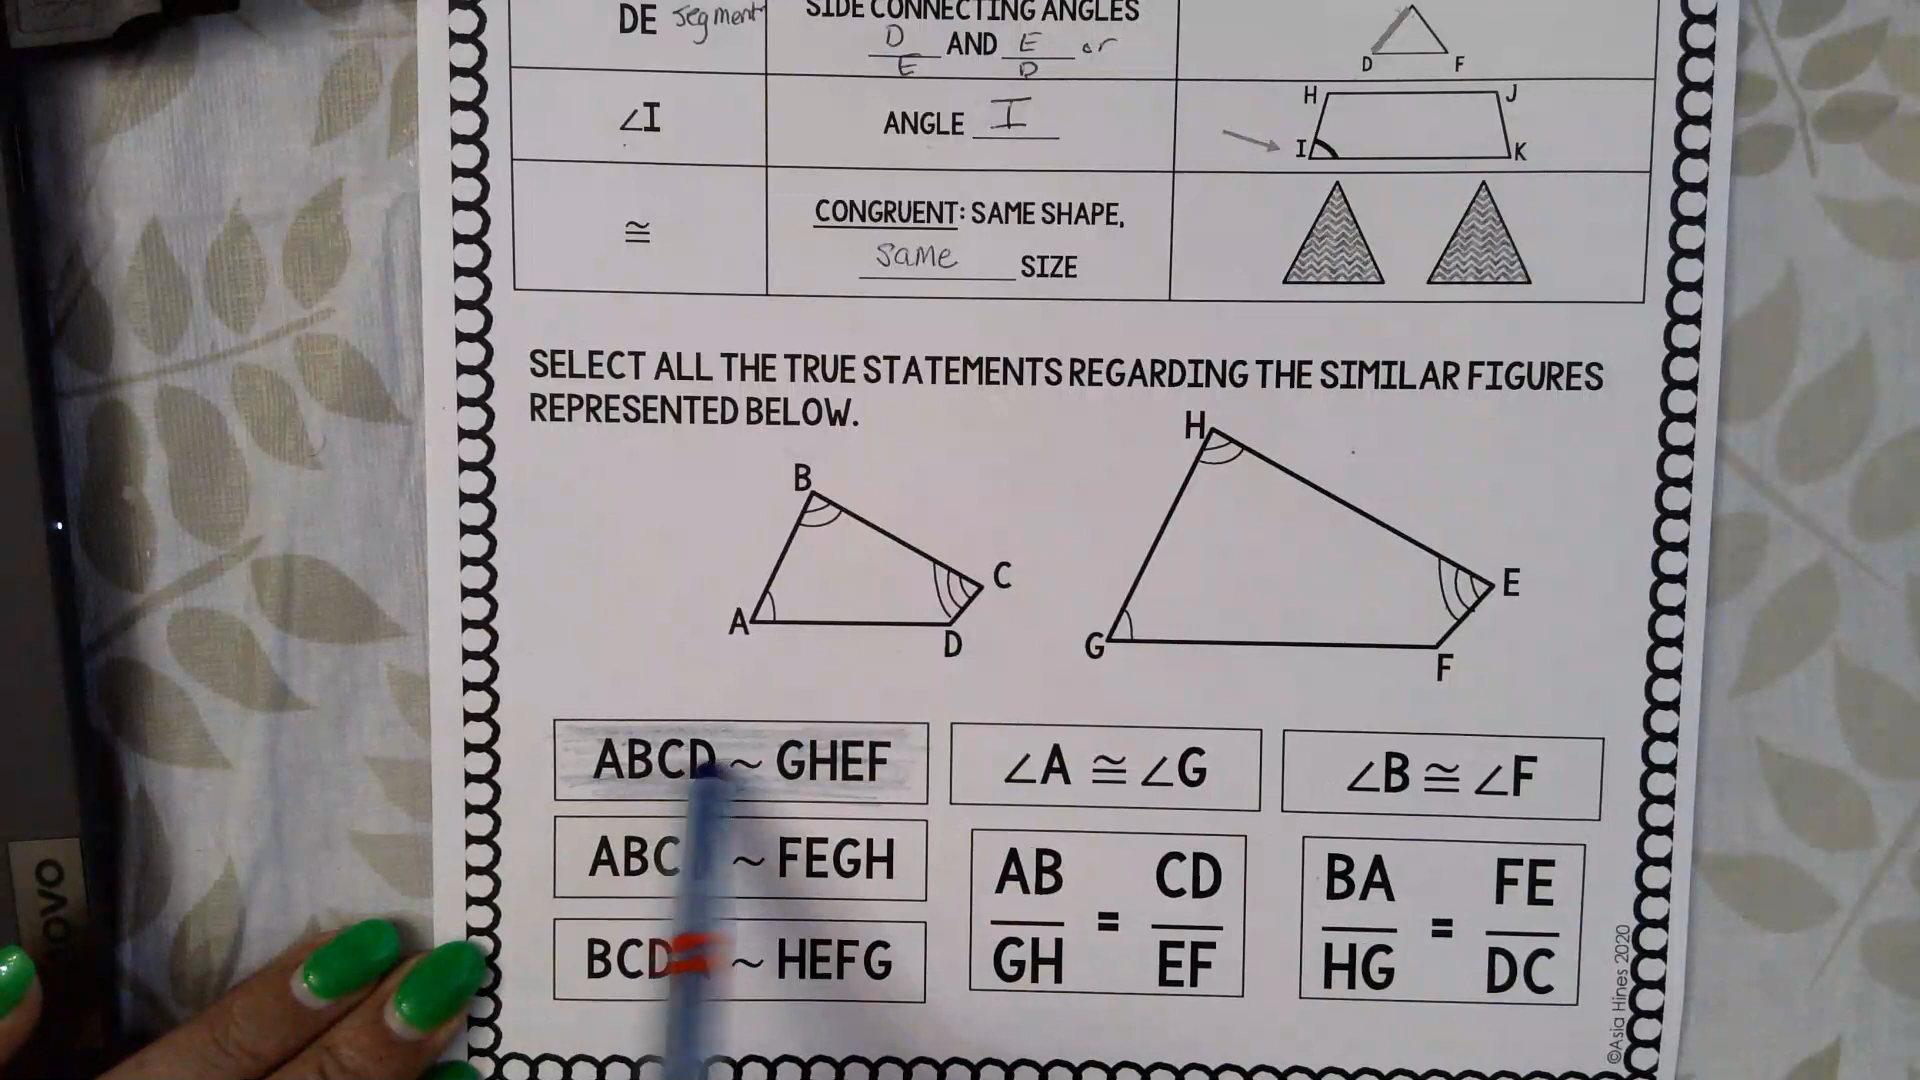 DE segment
SIDE CONNECTING ANGLES
D AND E or
E D
D F
∠I
ANGLE I
H J
I K
≅
CONGRUENT: SAME SHAPE,
same SIZE
SELECT ALL THE TRUE STATEMENTS REGARDING THE SIMILAR FIGURES
REPRESENTED BELOW.
B
C
A
D
H
E
G
F
ABCD ~ GHEF
∠A ≅ ∠G
∠B ≅ ∠F
ABC ~ FEGH
BCD ~ HEFG
AB CD
=
GH EF
BA FE
=
HG DC
©Asia Hines 2020
ovo